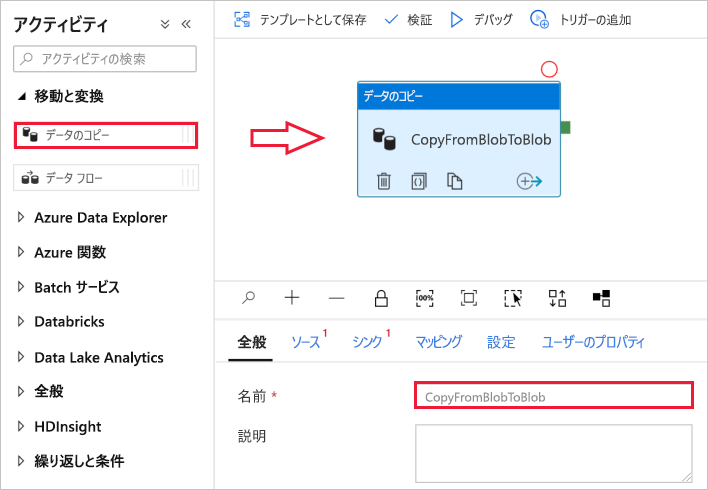 アクティビティ
アクティビティの検索
移動と変換
データのコピー
データ フロー
Azure Data Explorer
Azure 関数
Batch サービス
Databricks
Data Lake Analytics
全般
HDInsight
繰り返しと条件
テンプレートとして保存 検証 デバッグ トリガーの追加
データのコピー
CopyFromBlobToBlob
100%
全般 ソース 1 シンク 1 マッピング 設定 ユーザーのプロパティ
名前 * CopyFromBlobToBlob
説明